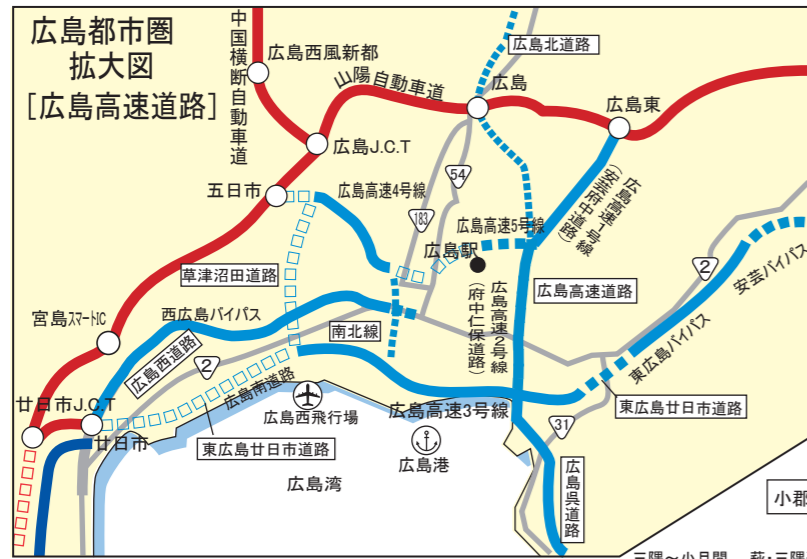 広島都市圏
拡大図
[広島高速道路]
中国横断自動車道
広島西風新都
山陽自動車道
広島北道路
広島
広島東
広島J.C.T
五日市
広島高速4号線
54
183
広島高速5号線
広島高速1号線
(安芸府中道路)
広島駅
草津沼田道路
広島高速2号線
(府中仁保道路)
広島高速道路
2
安芸バイパス
宮島スマートIC
西広島バイパス
南北線
東広島バイパス
広島西道路
2
広島南道路
廿日市J.C.T
廿日市
広島西飛行場
広島高速3号線
東広島廿日市道路
東広島廿日市道路
31
広島港
広島湾
広島呉道路
小郡
三隅~小月間
萩・三隅